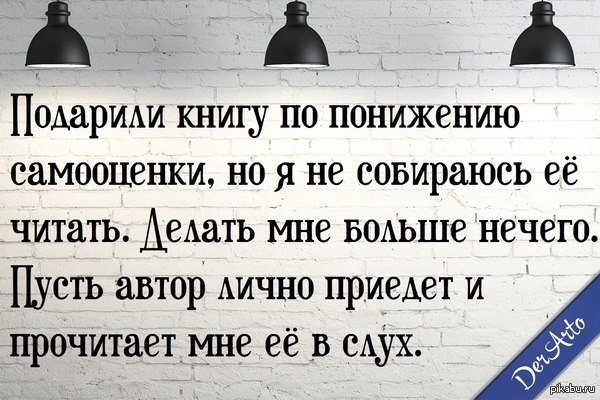 Подарили книгу по понижению
самооценки, но я не собираюсь её
читать. Делать мне больше нечего.
Пусть автор лично приедет и
прочитает мне её в слух.
DerArto
pikabu.ru